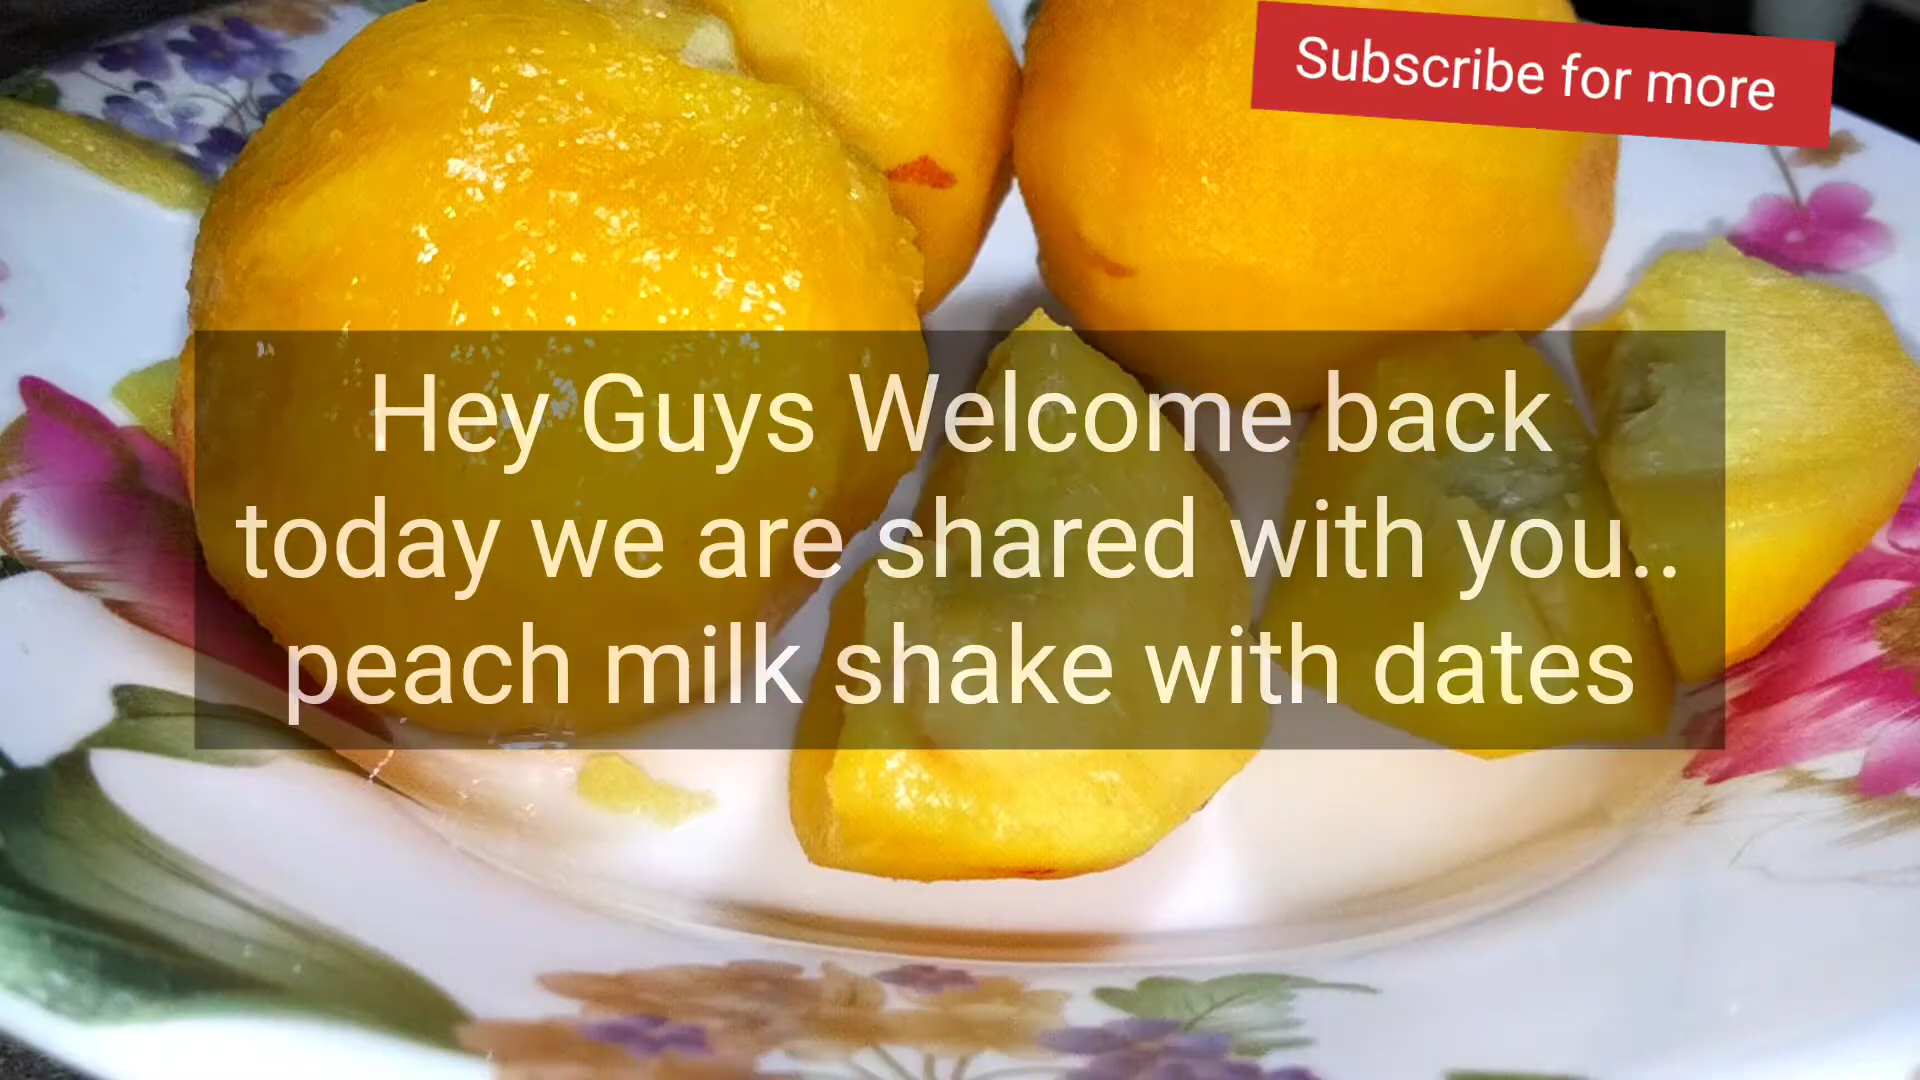 Subscribe for more
Hey Guys Welcome back
today we are shared with you..
peach milk shake with dates